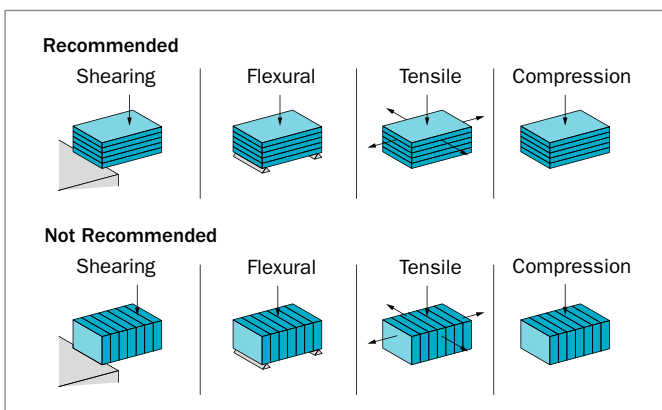 Recommended
Shearing Flexural Tensile Compression
Not Recommended
Shearing Flexural Tensile Compression